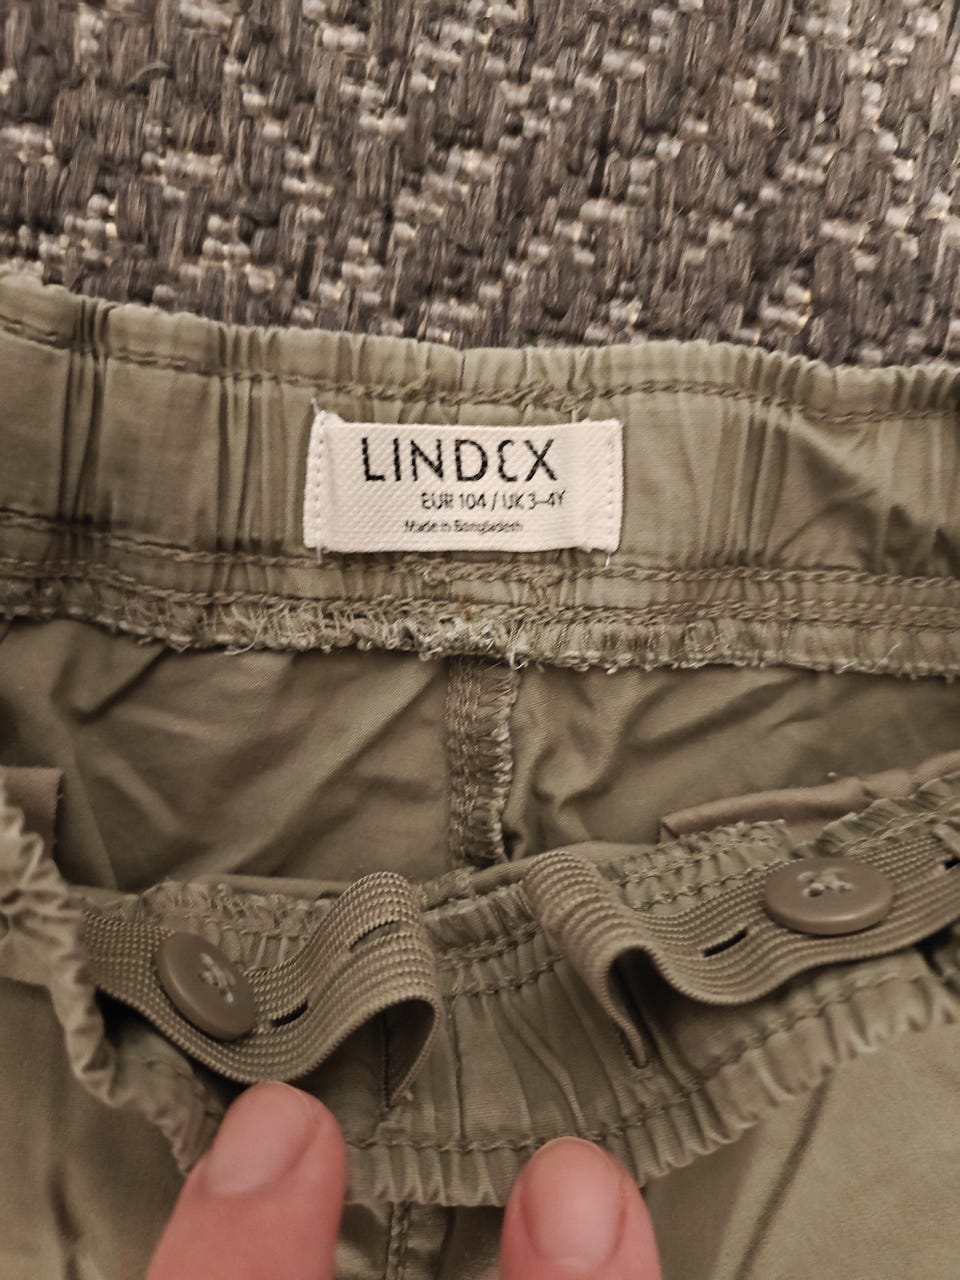 LINDEX
EUR 104 / UK 3-4Y
Made in Bangladesh